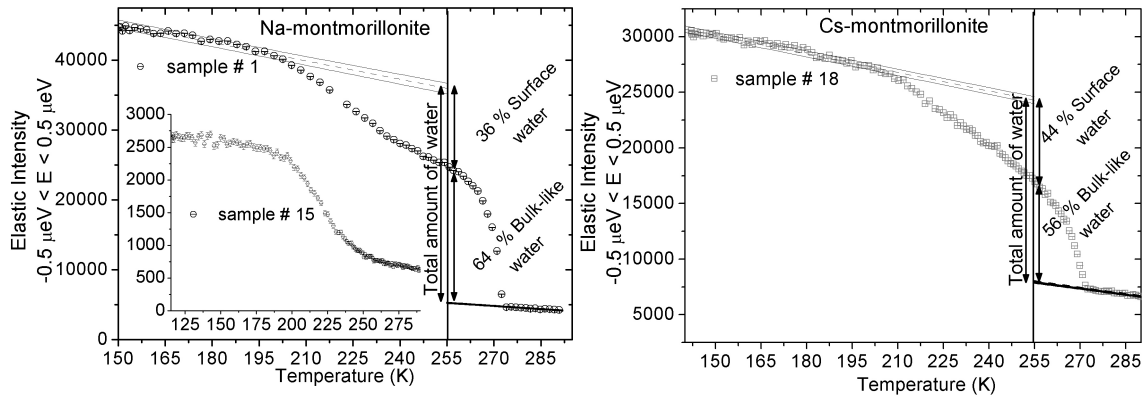 Na-montmorillonite
sample # 1
sample # 15
36 % Surface
water
64 % Bulk-like
water
Total amount of water
Elastic Intensity
-0.5 μeV < E < 0.5 μeV
40000
30000
20000
10000
0
3000
2500
2000
1500
1000
500
0
125 150 175 200 225 250 275
150 165 180 195 210 225 240 255 270 285
Temperature (K)
Cs-montmorillonite
sample # 18
44 % Surface
water
56 % Bulk-like
water
Total amount of water
Elastic Intensity
-0.5 μeV < E < 0.5 μeV
30000
25000
20000
15000
10000
5000
150 165 180 195 210 225 240 255 270 285
Temperature (K)